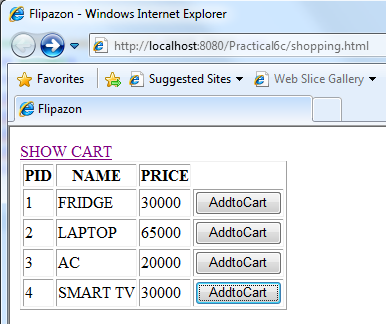 Flipazon - Windows Internet Explorer
http://localhost:8080/Practical6c/shopping.html
Favorites Suggested Sites Web Slice Gallery
Flipazon
SHOW CART
PID NAME PRICE
1 FRIDGE 30000 AddtoCart
2 LAPTOP 65000 AddtoCart
3 AC 20000 AddtoCart
4 SMART TV 30000 AddtoCart